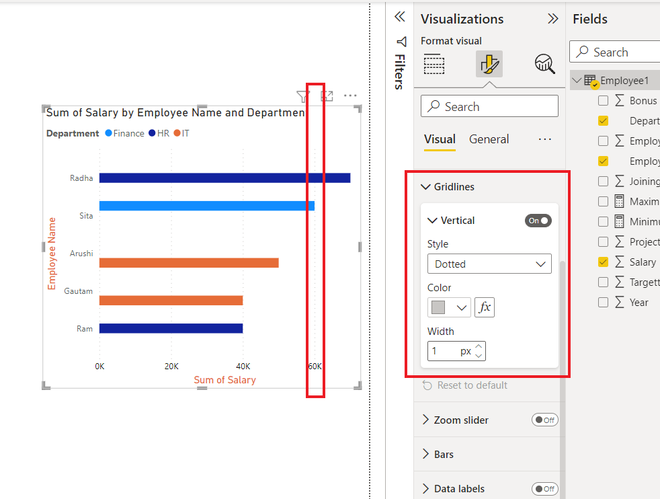 Sum of Salary by Employee Name and Departmen
Department Finance HR IT
Employee Name
Radha
Sita
Arushi
Gautam
Ram
0K 20K 40K 60K
Sum of Salary
Filters
Visualizations
Format visual
Search
Visual General
Gridlines
Vertical On
Style
Dotted
Color
fx
Width
1 px
Reset to default
Zoom slider Off
Bars
Data labels Off
Fields
Search
Employee1
Bonus
Depart
Employ
Employ
Joining
Maxim
Minim
Project
Salary
Targett
Year